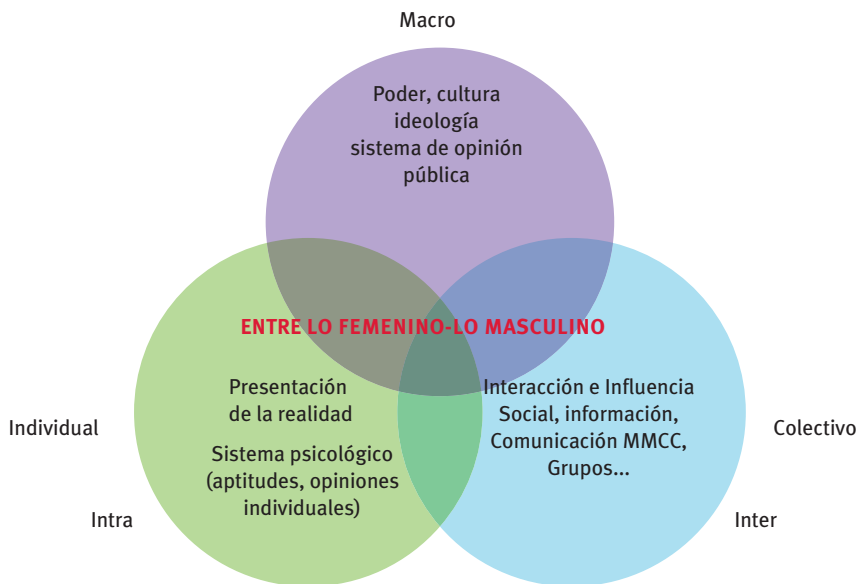 Macro
Poder, cultura
ideología
sistema de opinión
pública
ENTRE LO FEMENINO-LO MASCULINO
Presentación
de la realidad
Sistema psicológico
(aptitudes, opiniones
individuales)
Interacción e Influencia
Social, información,
Comunicación MMCC,
Grupos...
Individual
Colectivo
Intra
Inter